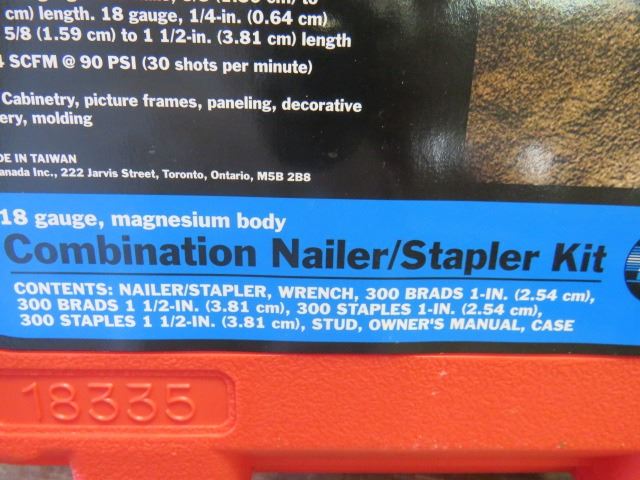 cm) length. 18 gauge, 1/4-in. (0.64 cm)
5/8 (1.59 cm) to 1 1/2-in. (3.81 cm) length
SCFM @ 90 PSI (30 shots per minute)
Cabinetry, picture frames, paneling, decorative
molding
IN TAIWAN
Inc., 222 Jarvis Street, Toronto, Ontario, M5B 2B8
18 gauge, magnesium body
Combination Nailer/Stapler Kit
CONTENTS: NAILER/STAPLER, WRENCH, 300 BRADS 1-IN. (2.54 cm),
300 BRADS 1 1/2-IN. (3.81 cm), 300 STAPLES 1-IN. (2.54 cm),
300 STAPLES 1 1/2-IN. (3.81 cm), STUD, OWNER'S MANUAL, CASE
18335